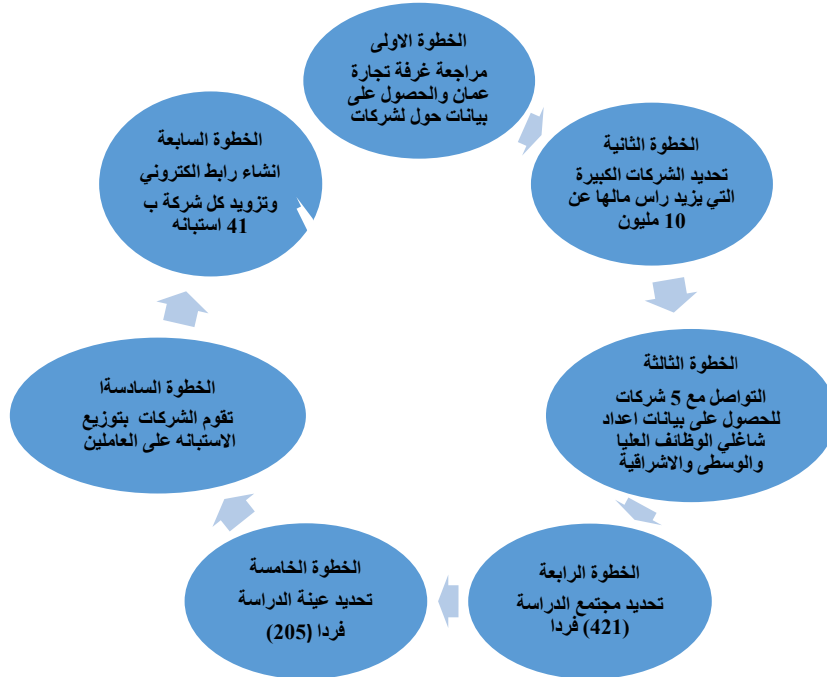 الخطوة الاولى
مراجعة غرفة تجارة
عمان والحصول على
بيانات حول لشركات
الخطوة الثانية
تحديد الشركات الكبيرة
التي يزيد راس مالها عن
10 مليون
الخطوة الثالثة
التواصل مع 5 شركات
للحصول على بيانات اعداد
شاغلي الوظائف العليا
والوسطى والاشراقية
الخطوة الرابعة
تحديد مجتمع الدراسة
(421) فردا
الخطوة الخامسة
تحديد عينة الدراسة
(205) فردا
الخطوة السادسةا
تقوم الشركات بتوزيع
الاستبانه على العاملين
الخطوة السابعة
انشاء رابط الكتروني
وتزويد كل شركة ب
41 استبانه